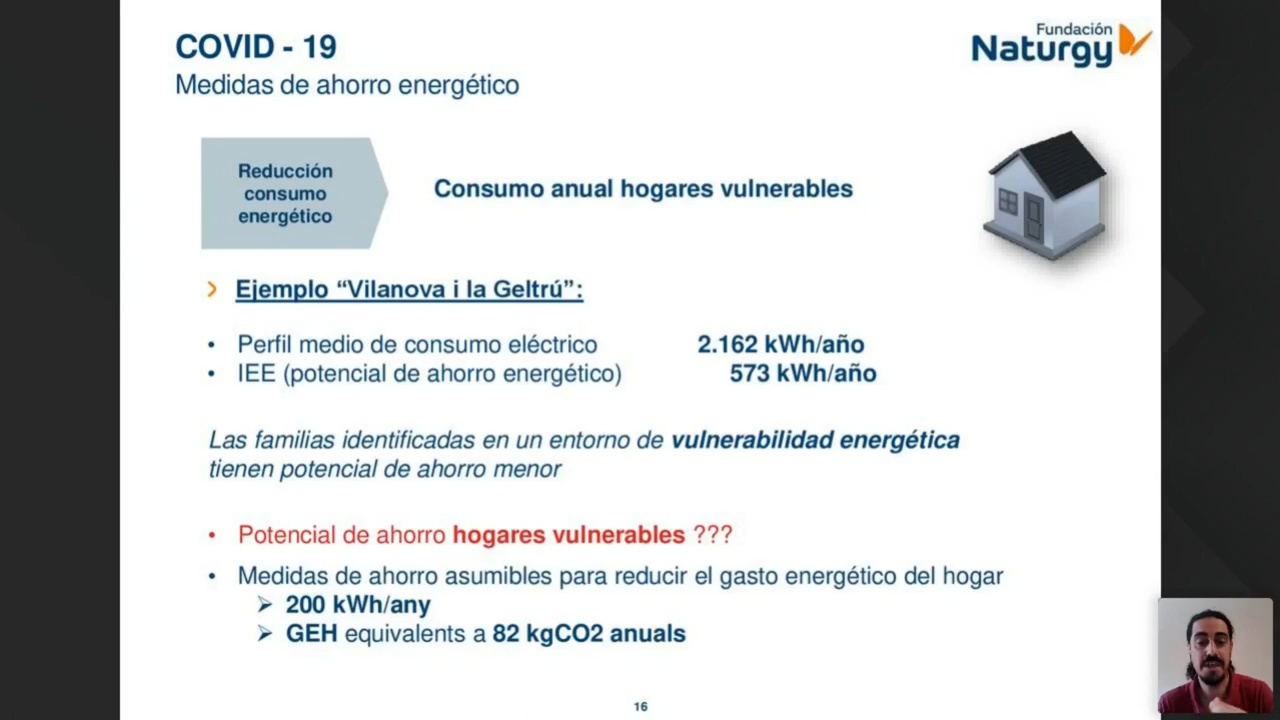 COVID - 19
Medidas de ahorro energético
Fundación
Naturgy
Reducción
consumo
energético
Consumo anual hogares vulnerables
Ejemplo “Vilanova i la Geltrú”:
• Perfil medio de consumo eléctrico 2.162 kWh/año
• IEE (potencial de ahorro energético) 573 kWh/año
Las familias identificadas en un entorno de vulnerabilidad energética
tienen potencial de ahorro menor
• Potencial de ahorro hogares vulnerables ???
• Medidas de ahorro asumibles para reducir el gasto energético del hogar
➢ 200 kWh/any
➢ GEH equivalents a 82 kgCO2 anuals
16